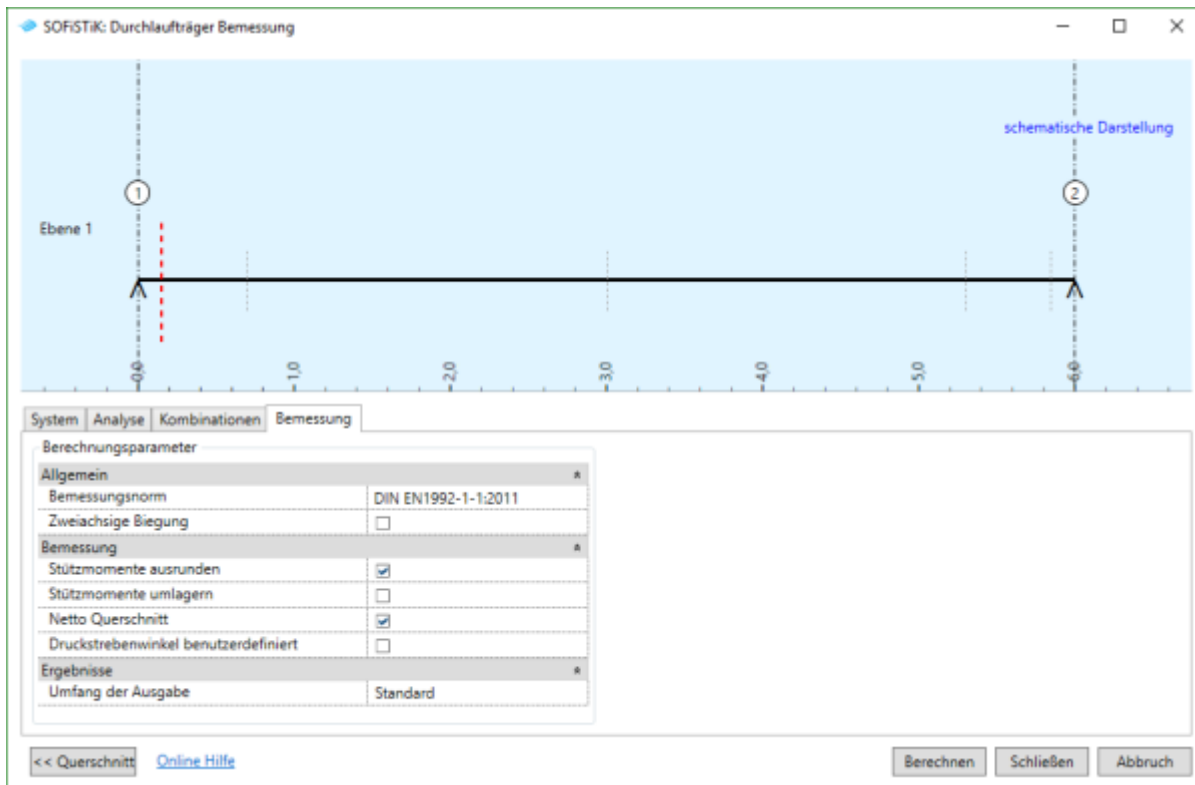 SOFiSTiK: Durchlaufträger Bemessung
schematische Darstellung
1
2
Ebene 1
0,0
1,0
2,0
3,0
4,0
5,0
6,0
System Analyse Kombinationen Bemessung
Berechnungsparameter
Allgemein
Bemessungsnorm DIN EN1992-1-1:2011
Zweiachsige Biegung
Bemessung
Stützmomente ausrunden
Stützmomente umlagern
Netto Querschnitt
Druckstrebenwinkel benutzerdefiniert
Ergebnisse
Umfang der Ausgabe Standard
<< Querschnitt Online Hilfe Berechnen Schließen Abbruch